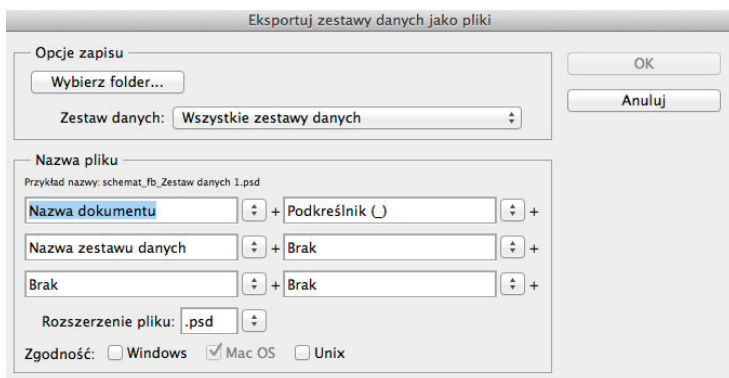 Eksportuj zestawy danych jako pliki
Opcje zapisu
OK
Wybierz folder...
Anuluj
Zestaw danych: Wszystkie zestawy danych
Nazwa pliku
Przykład nazwy: schemat_fb_Zestaw danych 1.psd
Nazwa dokumentu + Podkreślnik (_) +
Nazwa zestawu danych + Brak +
Brak + Brak +
Rozszerzenie pliku: .psd
Zgodność: Windows Mac OS Unix